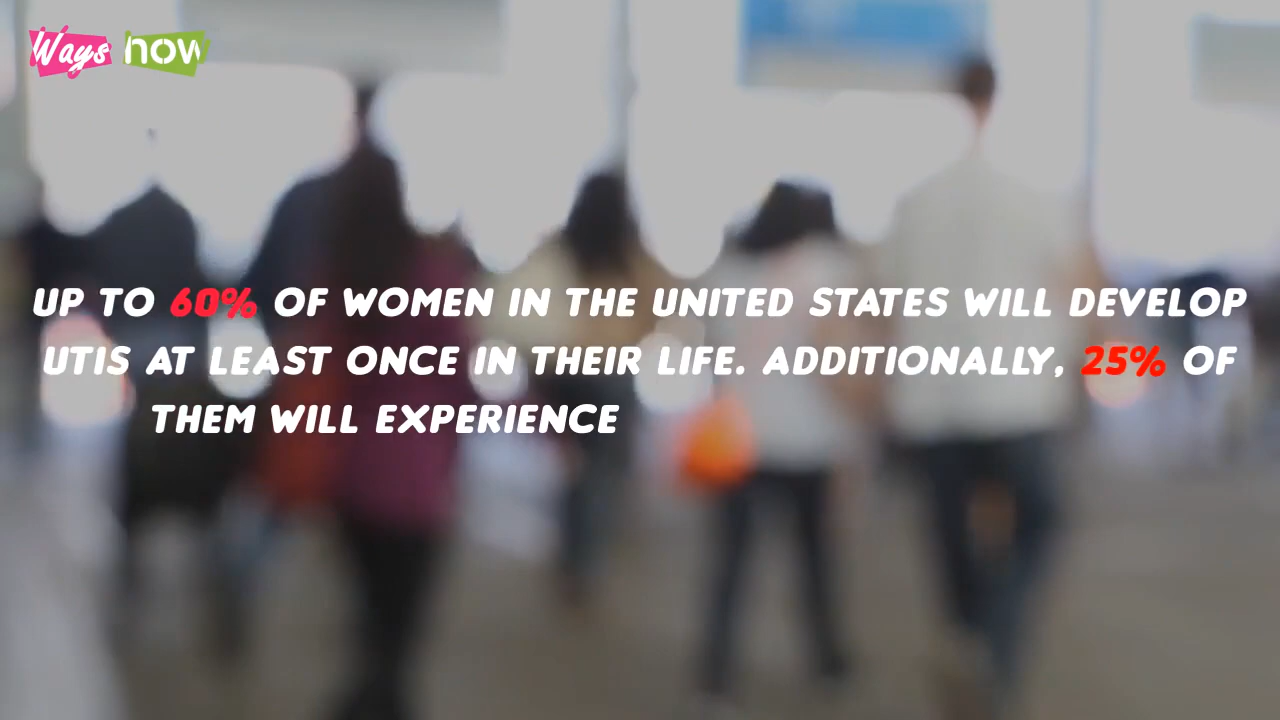 Ways now
UP TO 60% OF WOMEN IN THE UNITED STATES WILL DEVELOP
UTIS AT LEAST ONCE IN THEIR LIFE. ADDITIONALLY, 25% OF
THEM WILL EXPERIENCE